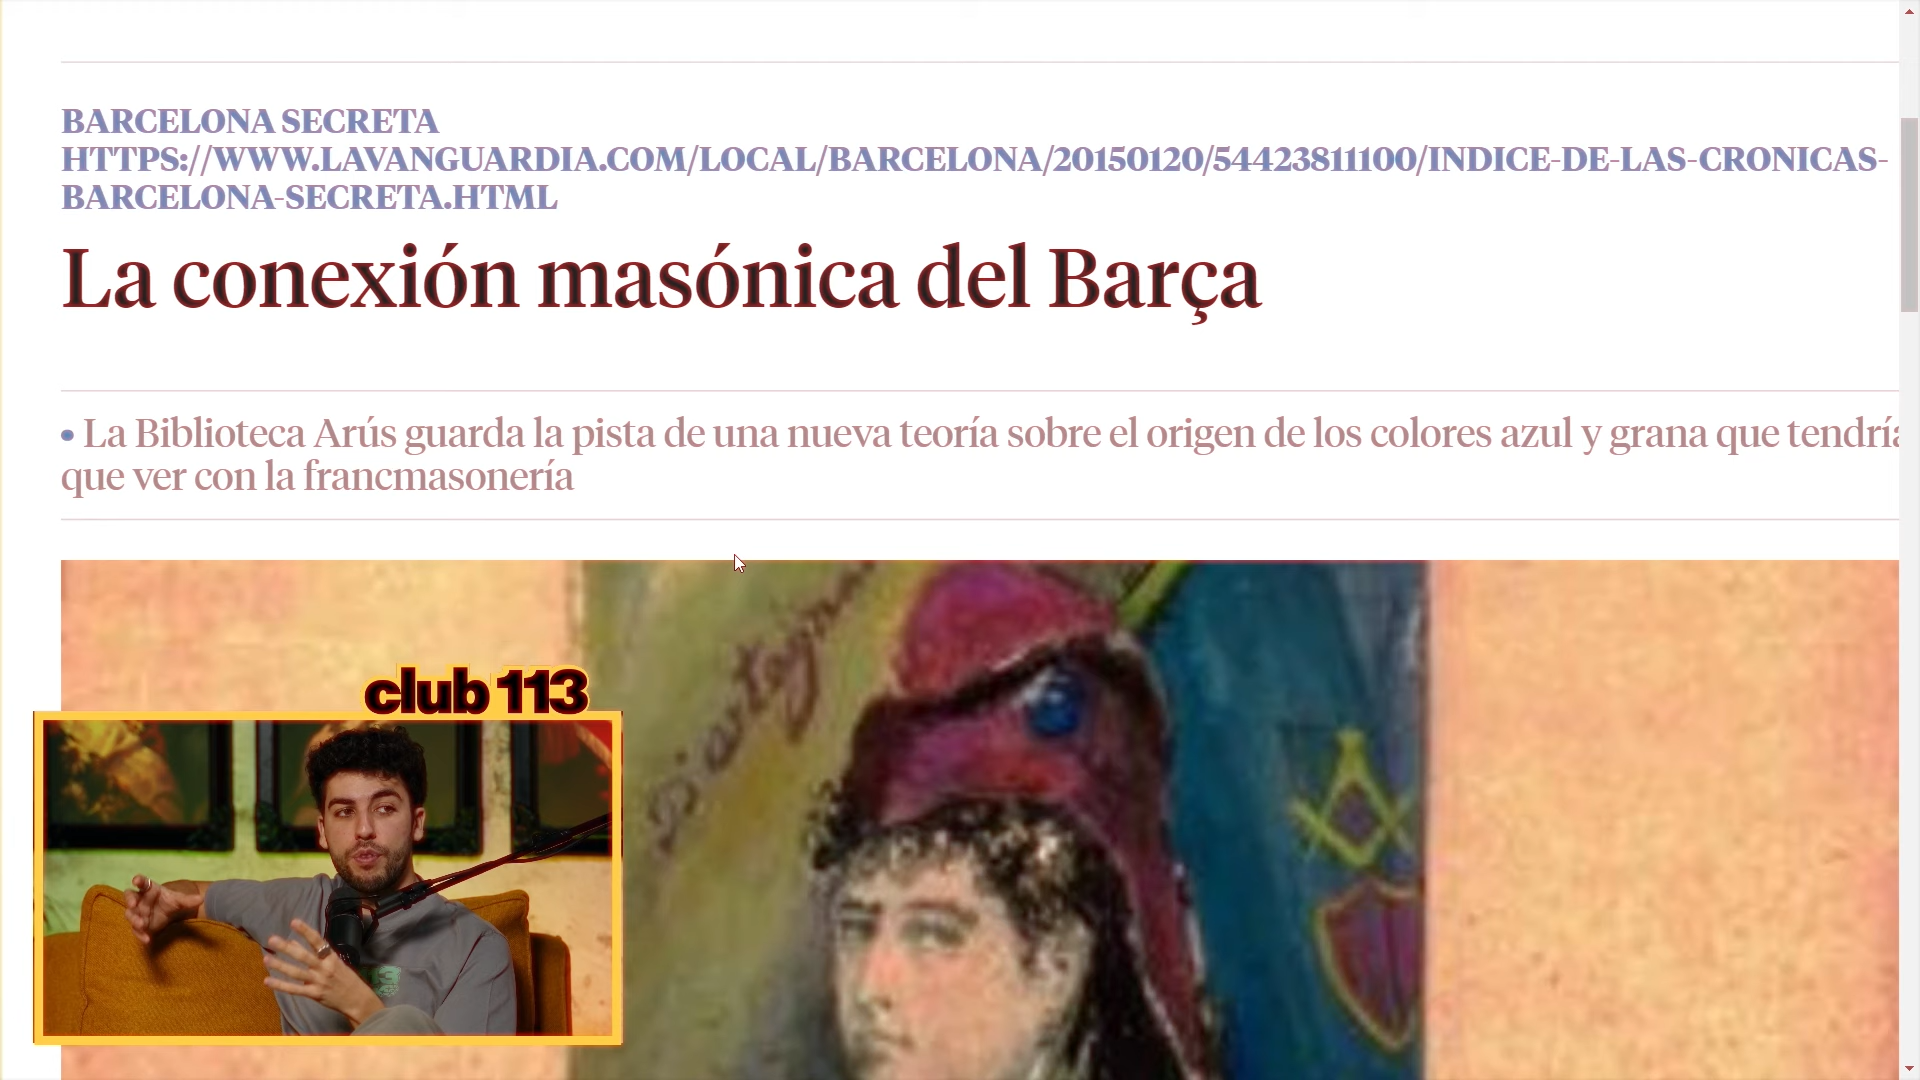 BARCELONA SECRETA
HTTPS://WWW.LAVANGUARDIA.COM/LOCAL/BARCELONA/20150120/54423811100/INDICE-DE-LAS-CRONICAS-
BARCELONA-SECRETA.HTML
La conexión masónica del Barça
• La Biblioteca Arús guarda la pista de una nueva teoría sobre el origen de los colores azul y grana que tendría
que ver con la francmasonería
club 113